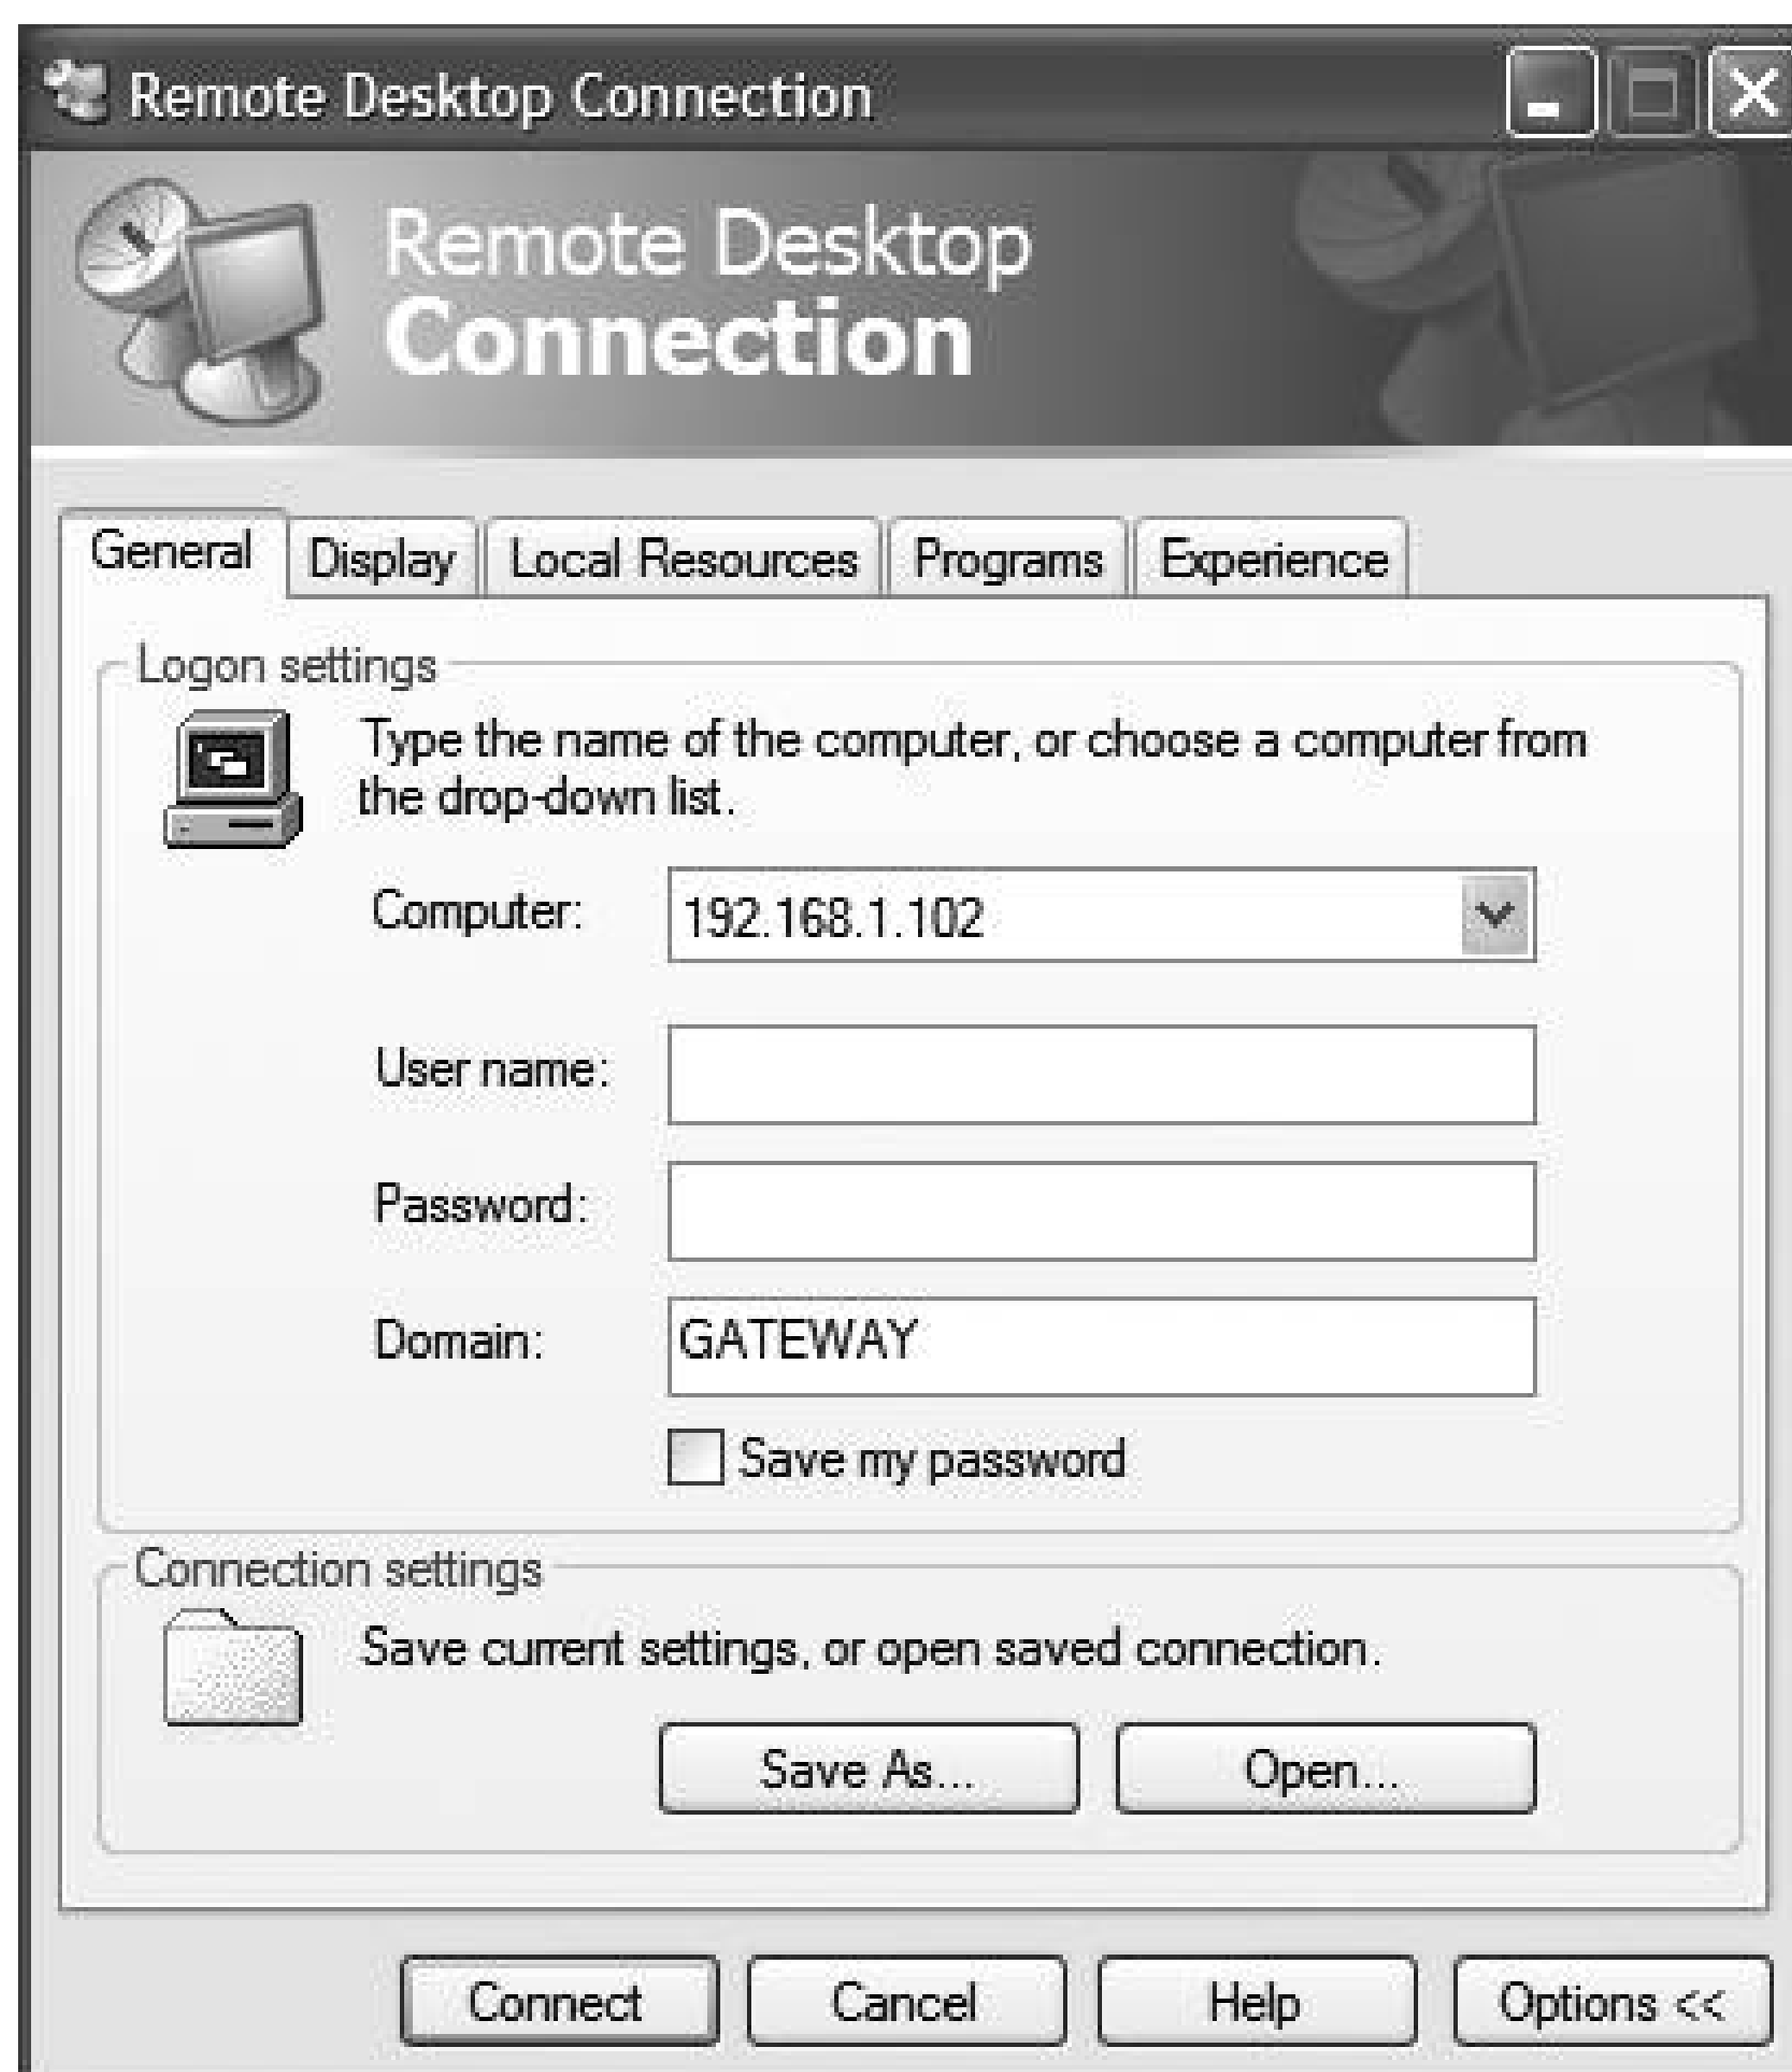 Remote Desktop Connection
Remote Desktop
Connection
General Display Local Resources Programs Experience
Logon settings
Type the name of the computer, or choose a computer from
the drop-down list.
Computer: 192.168.1.102
User name:
Password:
Domain: GATEWAY
Save my password
Connection settings
Save current settings, or open saved connection.
Save As... Open...
Connect Cancel Help Options <<